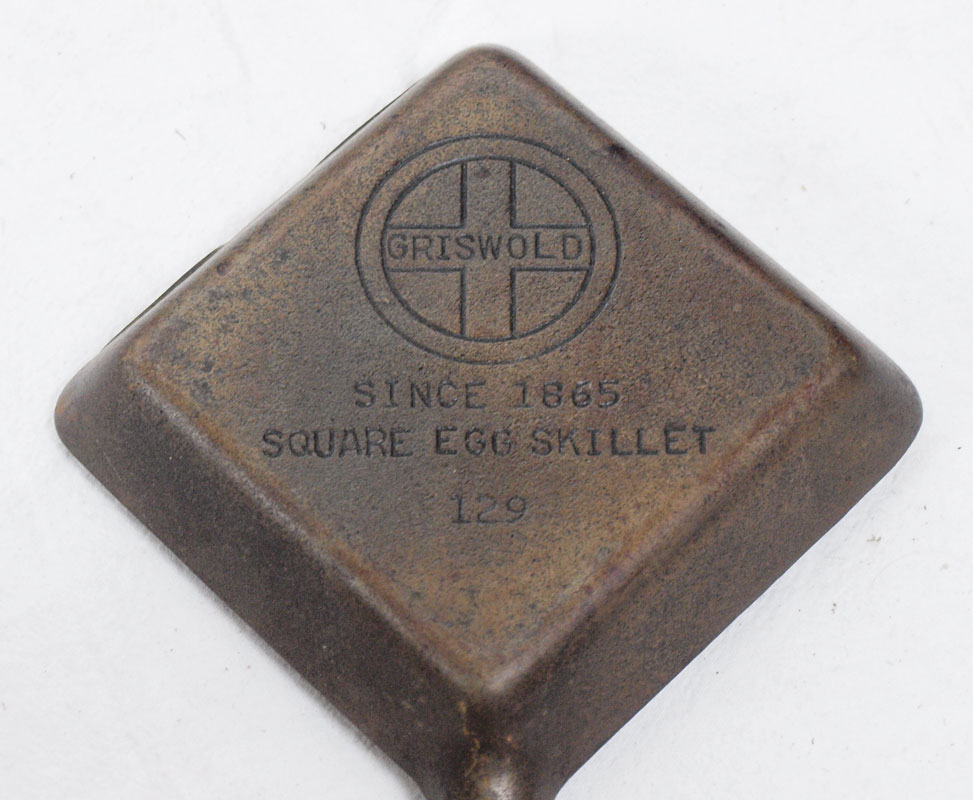 GRISWOLD
SINCE 1865
SQUARE EGG SKILLET
129